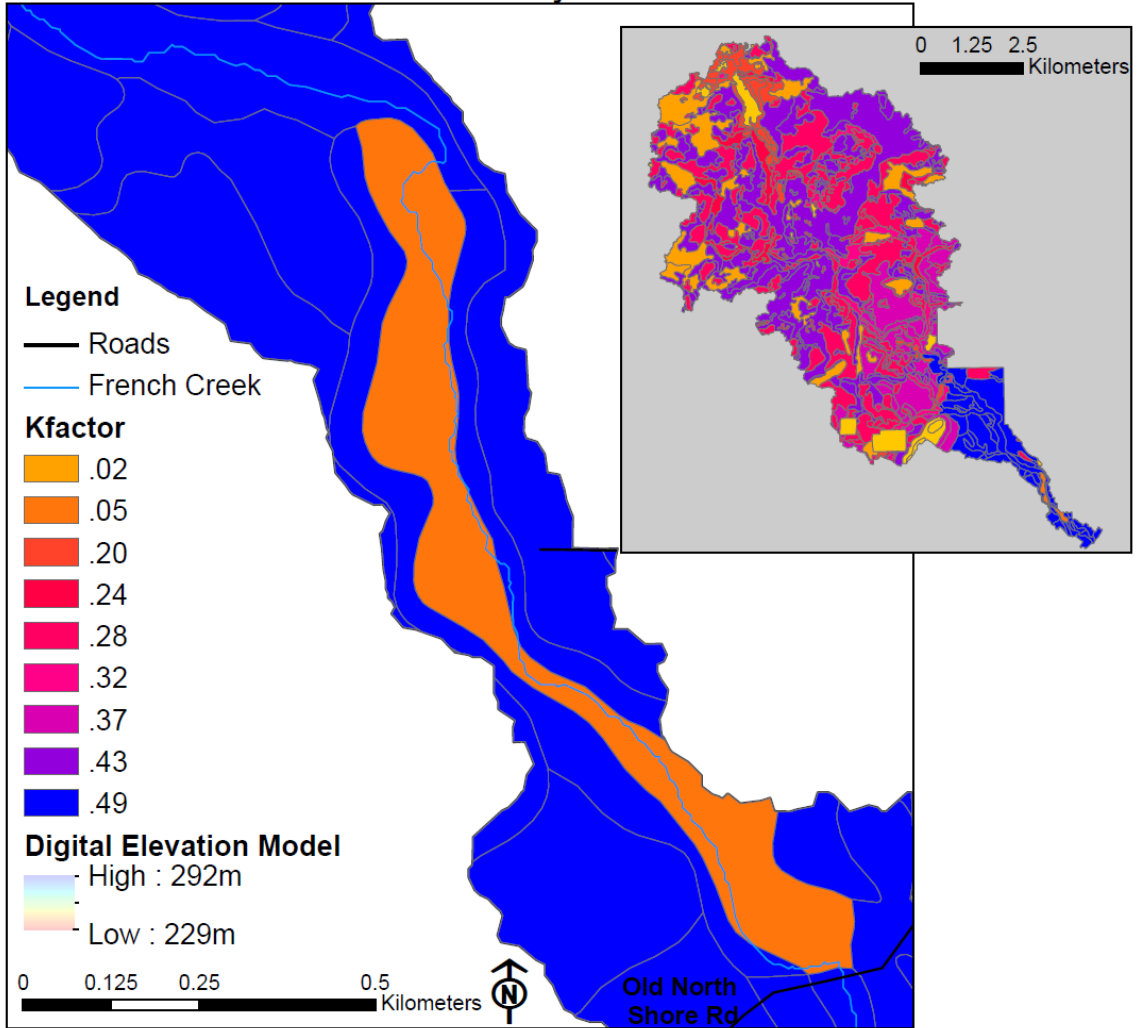 0 1.25 2.5
Kilometers
Legend
Roads
French Creek
Kfactor
.02
.05
.20
.24
.28
.32
.37
.43
.49
Digital Elevation Model
High : 292m
Low : 229m
0 0.125 0.25 0.5
Kilometers
N
Old North
Shore Rd